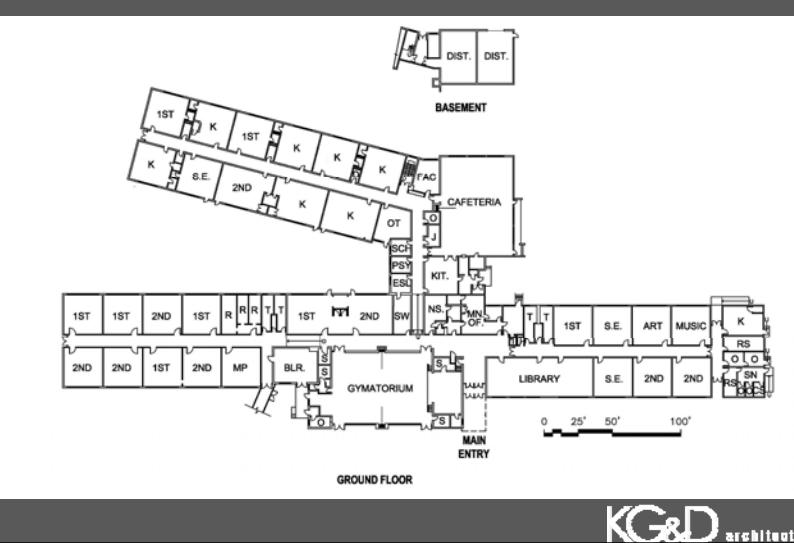 DIST. DIST.
BASEMENT
1ST K 1ST K K K FAC
K S.E. 2ND K K OT
CAFETERIA
O
J
SCH
PSY
ESL
KIT.
1ST 1ST 2ND 1ST R R R T T 1ST 2ND SW NS. MN. OF. T T 1ST S.E. ART MUSIC K
RS
2ND 2ND 1ST 2ND MP BLR. S S GYMATORIUM S LIBRARY S.E. 2ND 2ND RS SN
O S
MAIN
ENTRY
0 25' 50' 100'
GROUND FLOOR
KG&D architect